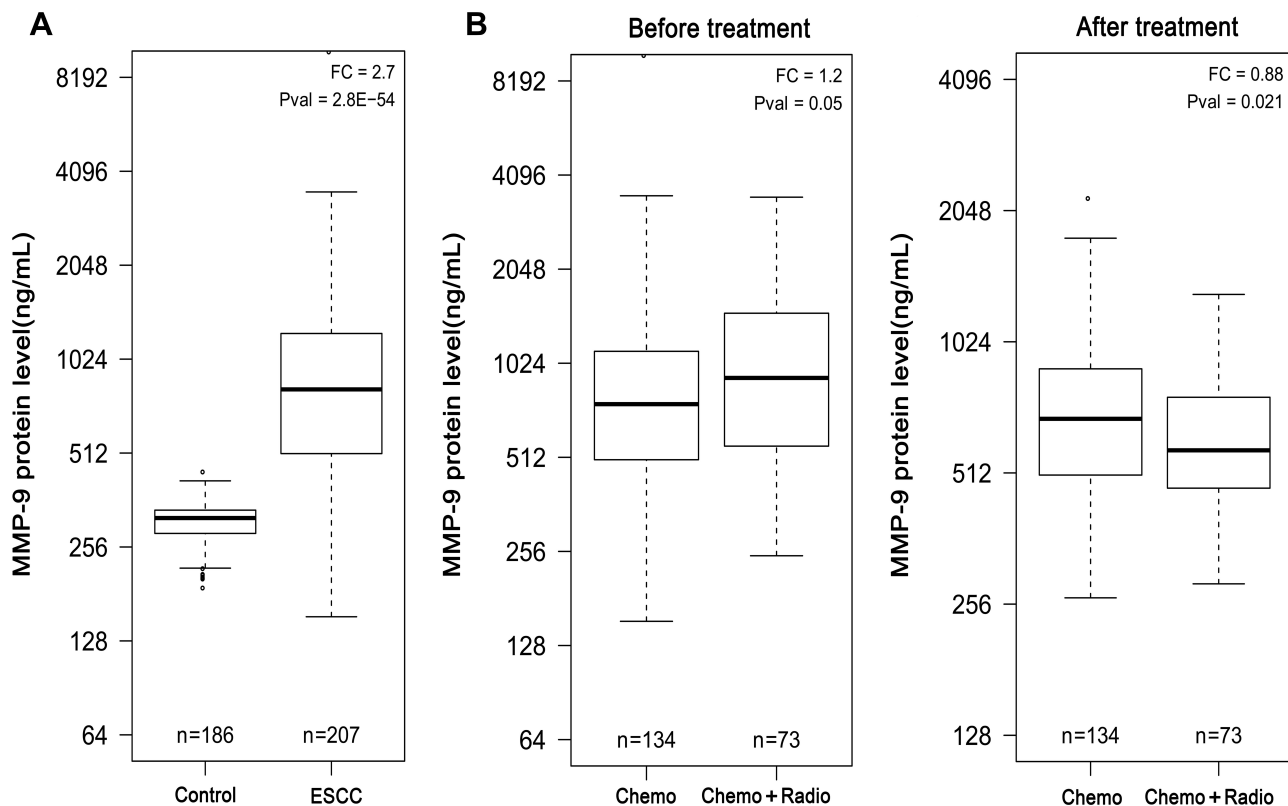 A
MMP-9 protein level(ng/mL)
8192
4096
2048
1024
512
256
128
64
FC = 2.7
Pval = 2.8E−54
n=186
n=207
Control
ESCC
B
Before treatment
MMP-9 protein level(ng/mL)
8192
4096
2048
1024
512
256
128
64
FC = 1.2
Pval = 0.05
n=134
n=73
Chemo
Chemo + Radio
After treatment
MMP-9 protein level(ng/mL)
4096
2048
1024
512
256
128
FC = 0.88
Pval = 0.021
n=134
n=73
Chemo
Chemo + Radio